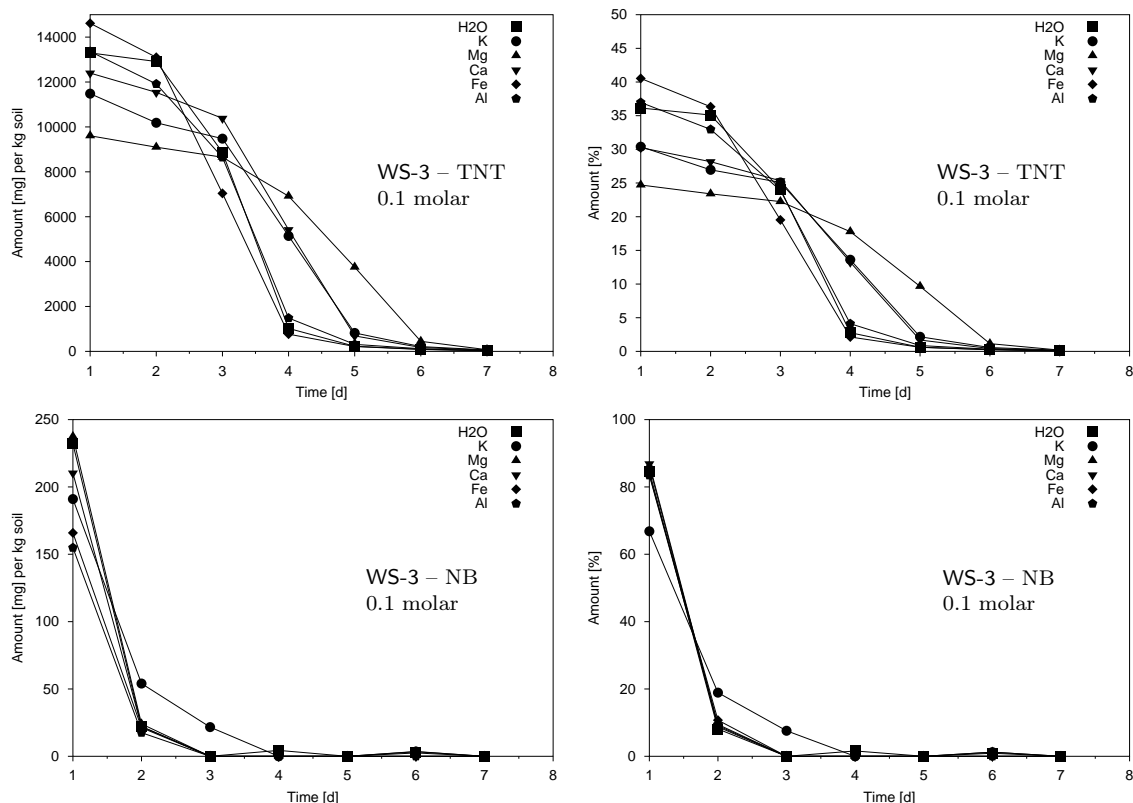 14000
12000
10000
8000
6000
4000
2000
0
Amount [mg] per kg soil
1 2 3 4 5 6 7 8
Time [d]
H2O
K
Mg
Ca
Fe
Al
WS-3 – TNT
0.1 molar
50
45
40
35
30
25
20
15
10
5
0
Amount [%]
1 2 3 4 5 6 7 8
Time [d]
H2O
K
Mg
Ca
Fe
Al
WS-3 – TNT
0.1 molar
250
200
150
100
50
0
Amount [mg] per kg soil
1 2 3 4 5 6 7 8
Time [d]
H2O
K
Mg
Ca
Fe
Al
WS-3 – NB
0.1 molar
100
80
60
40
20
0
Amount [%]
1 2 3 4 5 6 7 8
Time [d]
H2O
K
Mg
Ca
Fe
Al
WS-3 – NB
0.1 molar